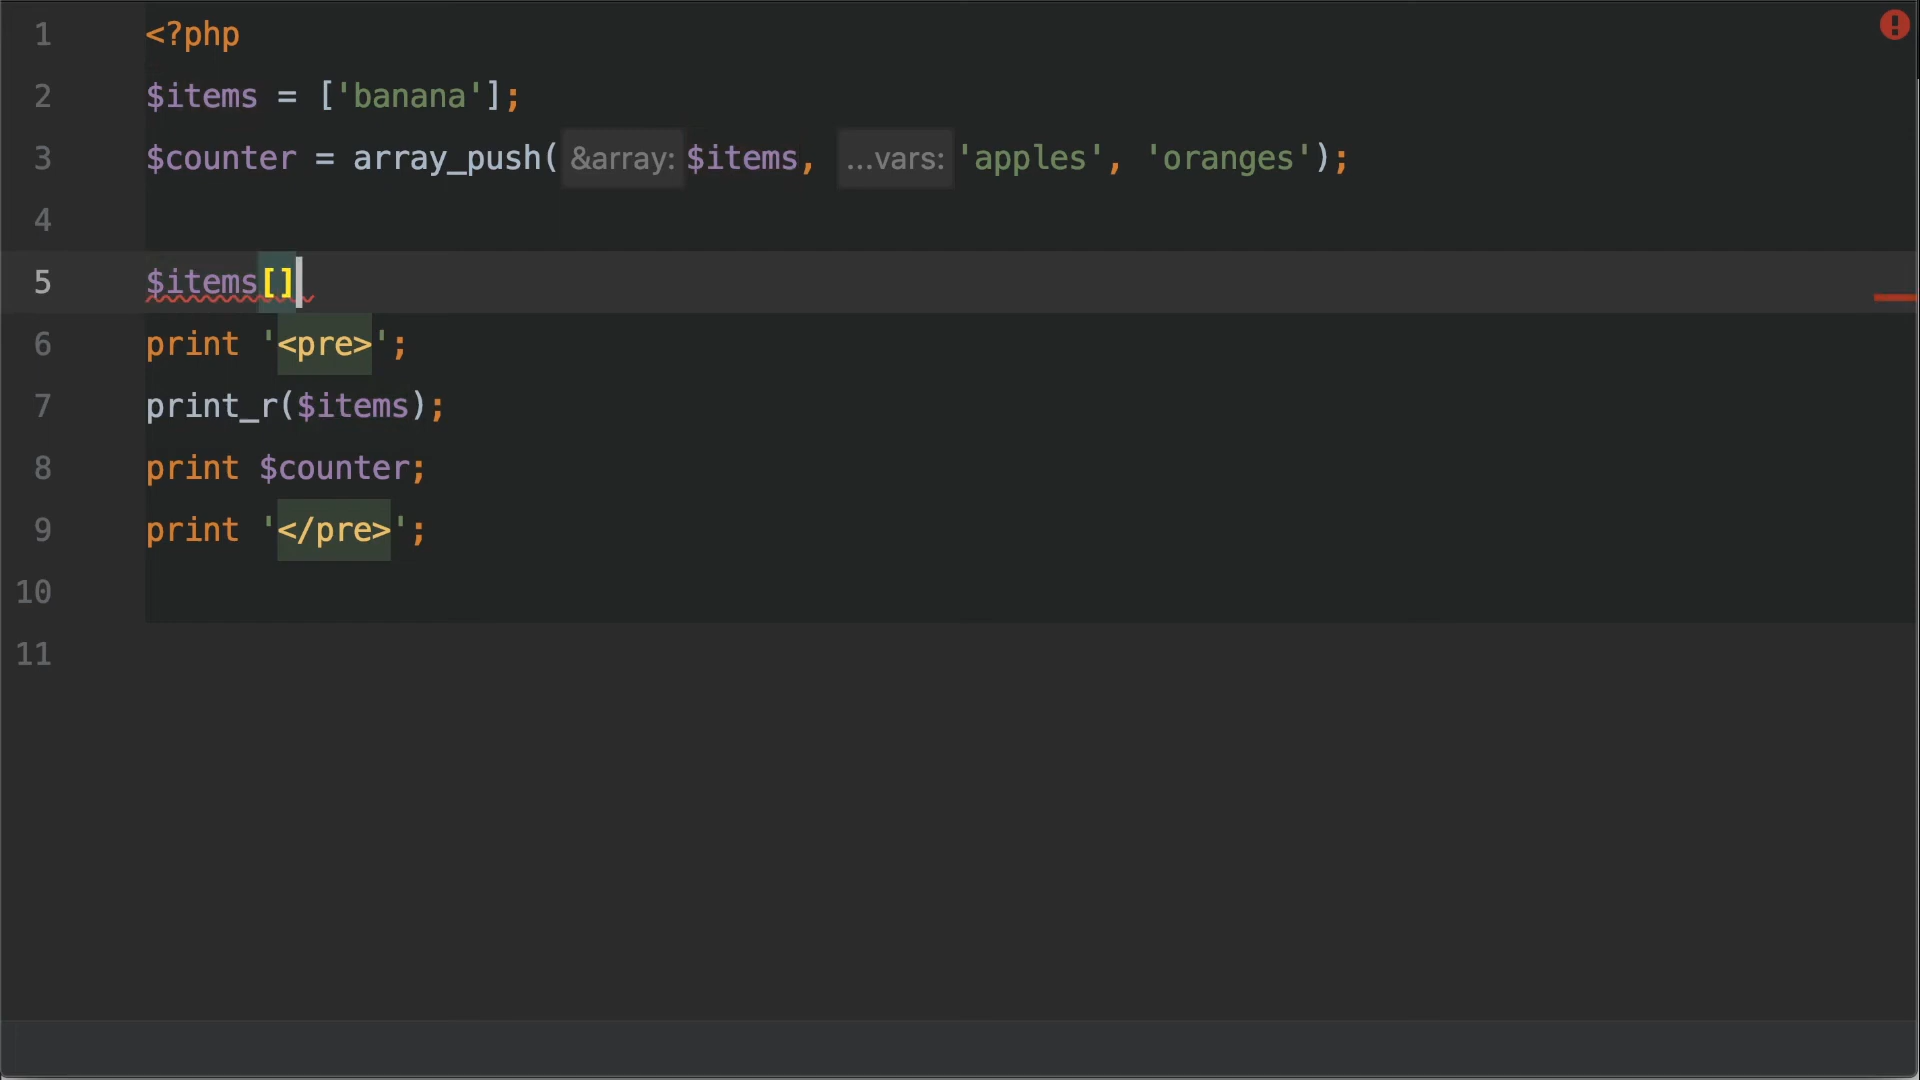 1 <?php
2 $items = ['banana'];
3 $counter = array_push( &array: $items, ...vars: 'apples', 'oranges');
4
5 $items[]
6 print '<pre>';
7 print_r($items);
8 print $counter;
9 print '</pre>';
10
11